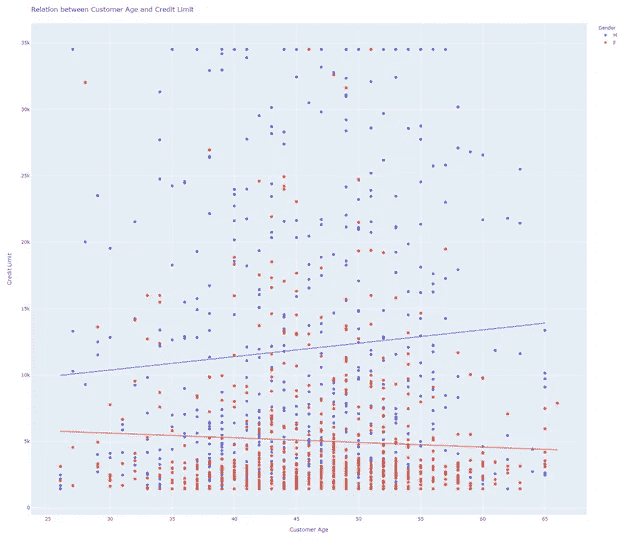 Relation between Customer Age and Credit Limit
Gender
M
F
35k
30k
25k
20k
15k
10k
5k
0
Credit Limit
25
30
35
40
45
50
55
60
65
Customer Age